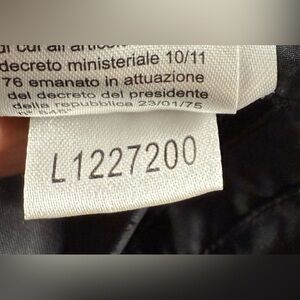 di cui all'articolo
decreto ministeriale 10/11
76 emanato in attuazione
del decreto del presidente
della repubblica 23/01/75
n° 845"
L1227200